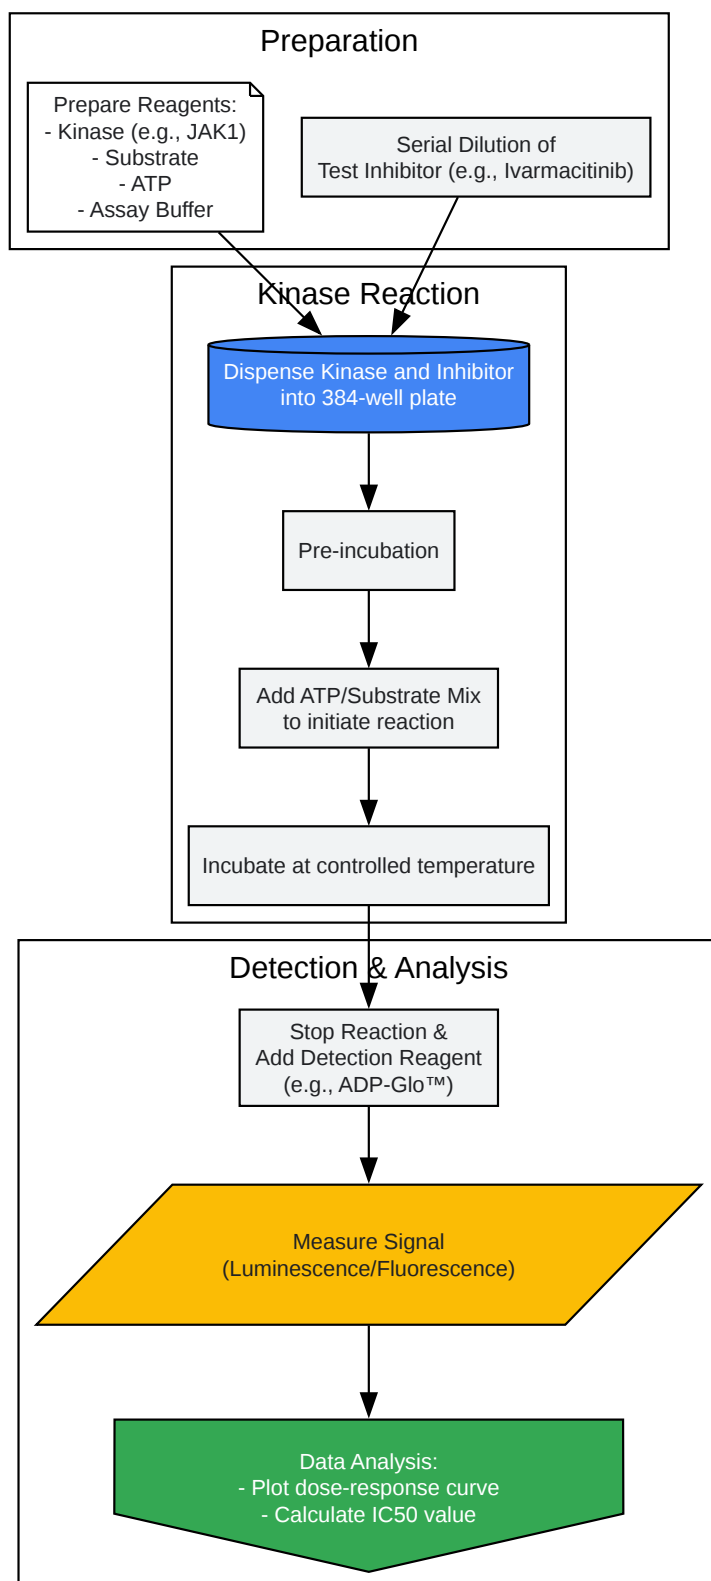 Preparation
Prepare Reagents:
- Kinase (e.g., JAK1)
- Substrate
- ATP
- Assay Buffer
Serial Dilution of
Test Inhibitor (e.g., Ivarmacitinib)
Kinase Reaction
Dispense Kinase and Inhibitor
into 384-well plate
Pre-incubation
Add ATP/Substrate Mix
to initiate reaction
Incubate at controlled temperature
Detection & Analysis
Stop Reaction &
Add Detection Reagent
(e.g., ADP-Glo™)
Measure Signal
(Luminescence/Fluorescence)
Data Analysis:
- Plot dose-response curve
- Calculate IC50 value